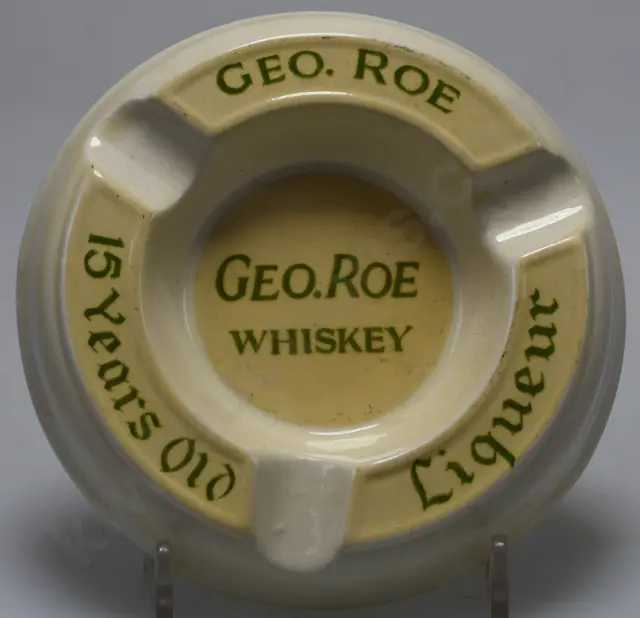 GEO. ROE
15 Years Old
Liqueur
GEO. ROE
WHISKEY